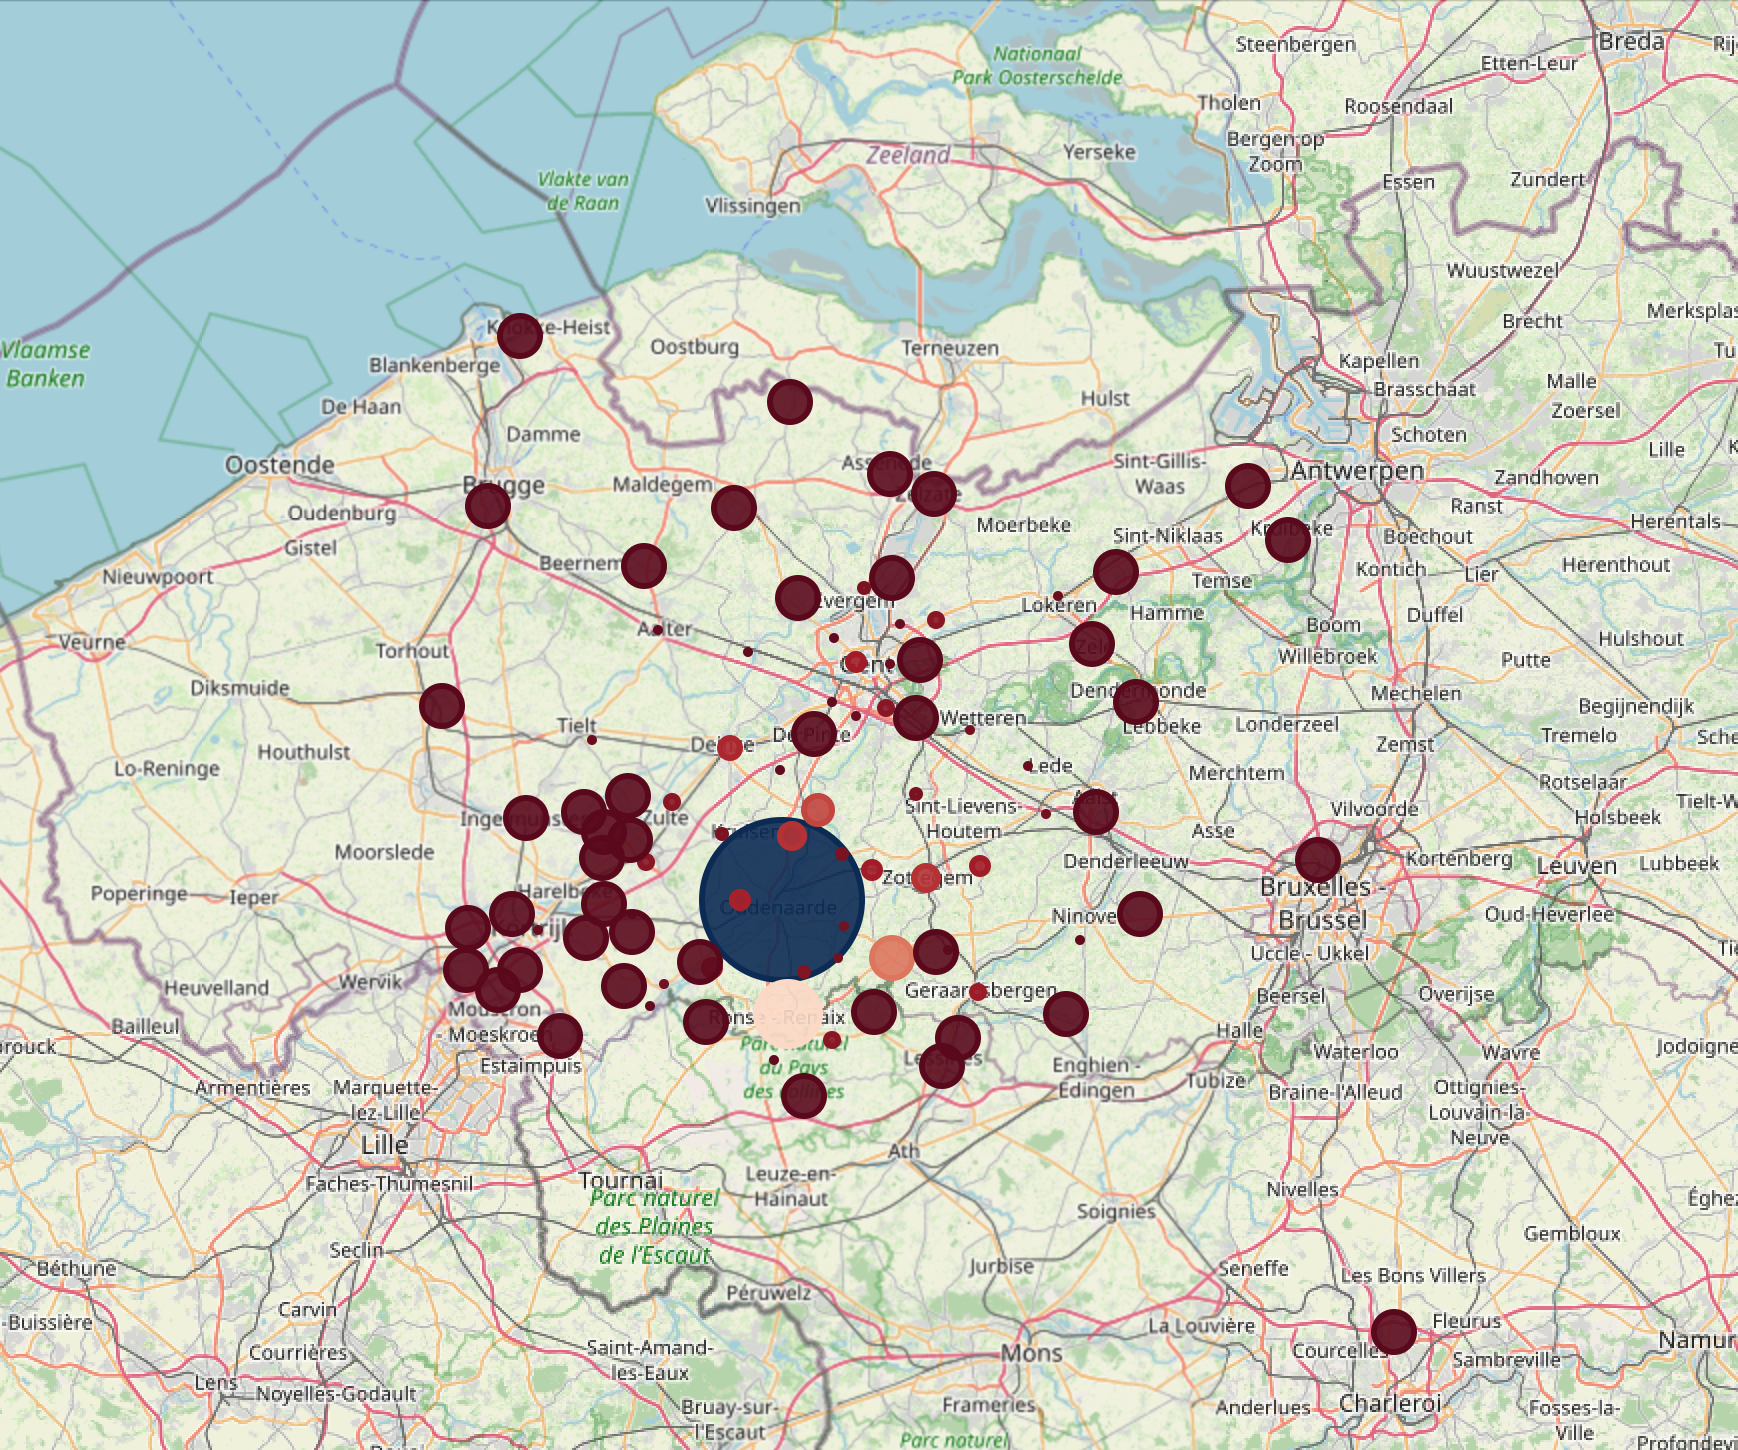 Breda
Steenbergen
Etten-Leur
Nationaal
Park Oosterschelde
Tholen
Roosendaal
Bergen op
Zoom
Zeeland
Yerseke
Essen
Zundert
Vlakte van
de Raan
Vlissingen
Wuustwezel
Merksplas
Brecht
Knokke-Heist
Oostburg
Terneuzen
Vlaamse
Banken
Blankenberge
Kapellen
Brasschaat
Malle
Zoersel
De Haan
Hulst
Damme
Schoten
Lille
Oostende
Brugge
Maldegem
Assenede
Sint-Gillis-
Waas
Antwerpen
Zandhoven
Zelzate
Ranst
Oudenburg
Moerbeke
Kruibeke
Boechout
Herentals
Gistel
Sint-Niklaas
Beernem
Nieuwpoort
Kontich
Lier
Herenthout
Temse
Evergem
Lokeren
Hamme
Duffel
Boom
Aalter
Veurne
Torhout
Zele
Hulshout
Gent
Willebroek
Putte
Diksmuide
Dendermonde
Mechelen
Wetteren
Lebbeke
Londerzeel
Begijnendijk
Tielt
Deinze
De Pinte
Houthulst
Zemst
Tremelo
Lo-Reninge
Lede
Merchtem
Rotselaar
Aalst
Sint-Lievens-
Houtem
Vilvoorde
Tielt-W
Holsbeek
Zulte
Asse
Moorslede
Denderleeuw
Kortenberg
Leuven
Lubbeek
Zottegem
Poperinge
Ieper
Harelbeke
Bruxelles -
Brussel
Oudenaarde
Ninove
Oud-Heverlee
Kortrijk
Uccle - Ukkel
Heuvelland
Wervik
Geraardsbergen
Beersel
Overijse
Mouscron
- Moeskroen
Ronse - Renaix
Bailleul
Halle
Parc naturel
du Pays
des Collines
Lessines
Waterloo
Wavre
Estaimpuis
Enghien -
Edingen
Tubize
Armentières
Marquette-
lez-Lille
Braine-l'Alleud
Ottignies-
Louvain-la-
Neuve
Lille
Ath
Faches-Thumesnil
Tournai
Leuze-en-
Hainaut
Nivelles
Parc naturel
des Plaines
de l'Escaut
Soignies
Gembloux
Seclin
Béthune
Jurbise
Seneffe
Les Bons Villers
Péruwelz
Carvin
-Buissière
La Louvière
Fleurus
Namur
Courrières
Saint-Amand-
les-Eaux
Mons
Courcelles
Sambreville
Lens
Noyelles-Godault
Bruay-sur-
l'Escaut
Frameries
Anderlues
Charleroi
Fosses-la-
Ville
Parc naturel